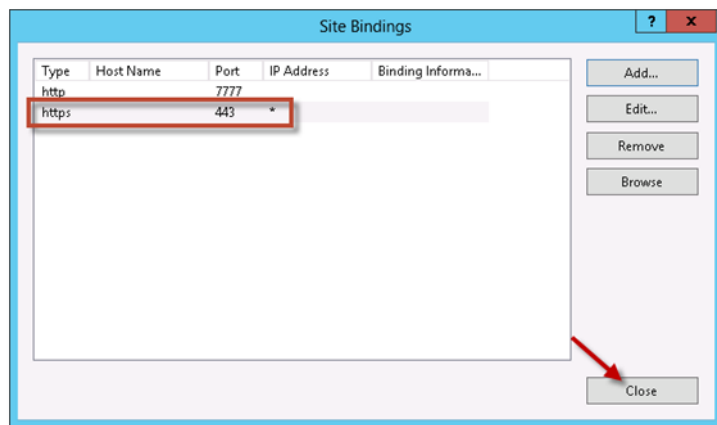 Site Bindings
? x
Type Host Name Port IP Address Binding Informa...
http 7777
https 443 *
Add...
Edit...
Remove
Browse
Close